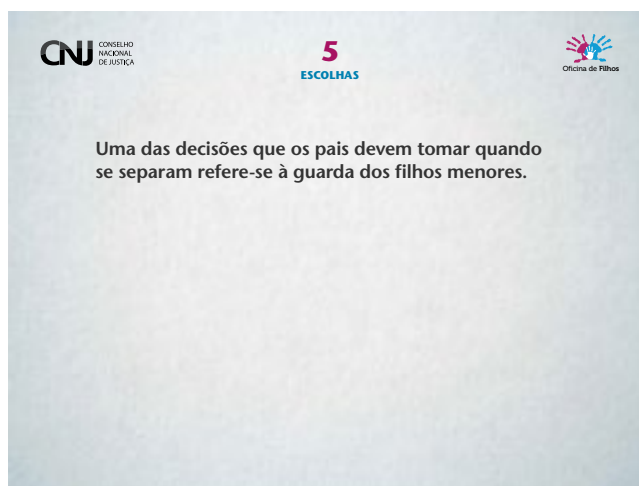 CNJ
CONSELHO
NACIONAL
DE JUSTIÇA
5
ESCOLHAS
Oficina de Filhos
Uma das decisões que os pais devem tomar quando
se separam refere-se à guarda dos filhos menores.